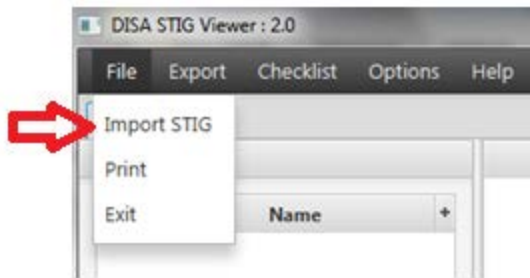 DISA STIG Viewer : 2.0
File Export Checklist Options Help
Import STIG
Print
Exit
Name +